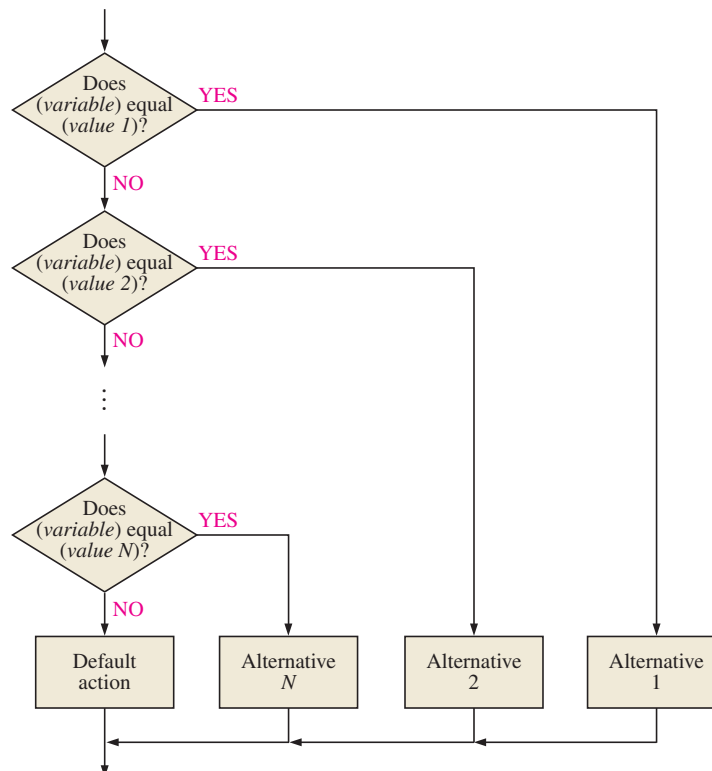 Does
(variable) equal
(value 1)?
YES
NO
Does
(variable) equal
(value 2)?
YES
NO
⋮
Does
(variable) equal
(value N)?
YES
NO
Default
action
Alternative
N
Alternative
2
Alternative
1